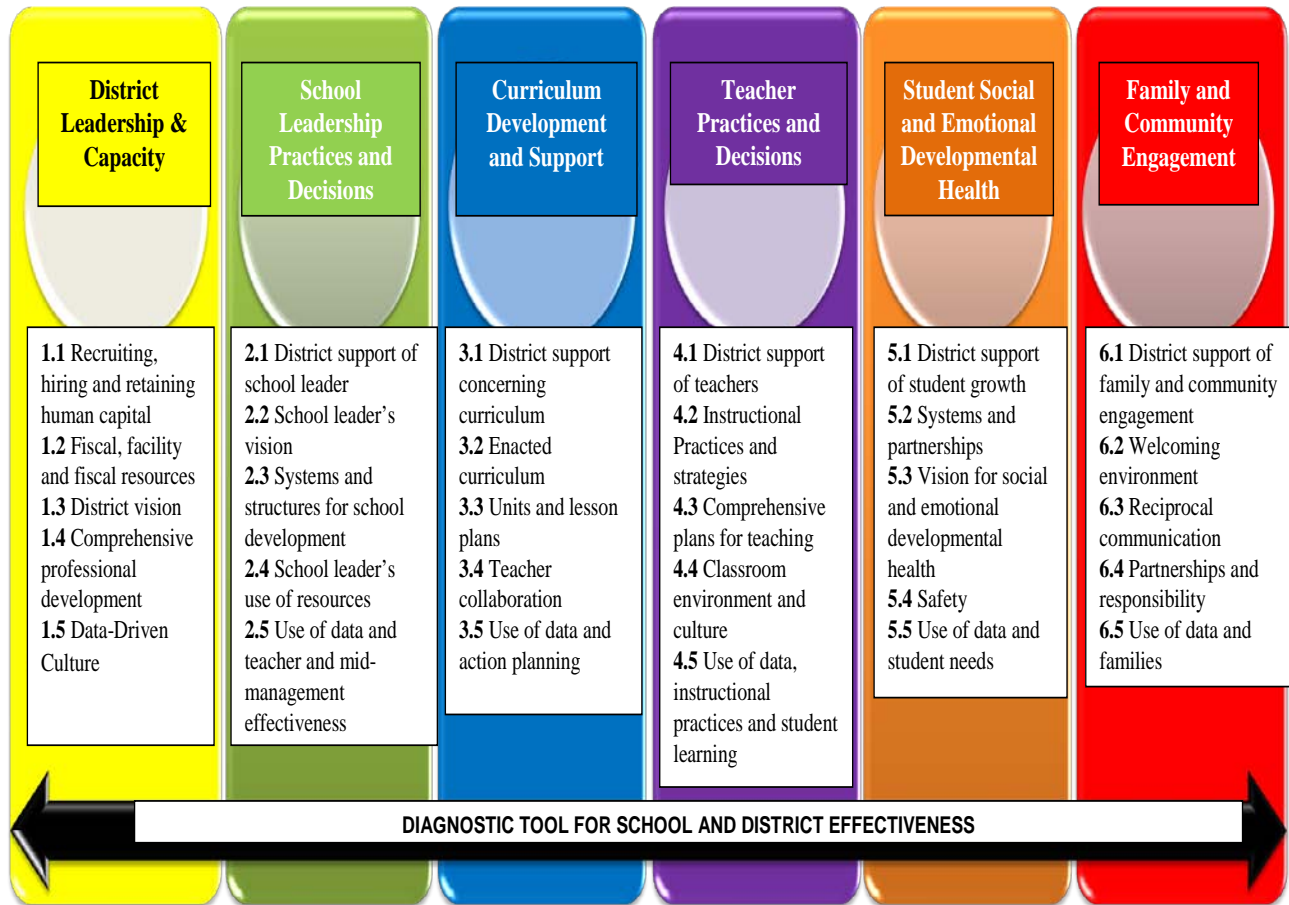 District
Leadership &
Capacity
1.1 Recruiting,
hiring and retaining
human capital
1.2 Fiscal, facility
and fiscal resources
1.3 District vision
1.4 Comprehensive
professional
development
1.5 Data-Driven
Culture
School
Leadership
Practices and
Decisions
2.1 District support of
school leader
2.2 School leader’s
vision
2.3 Systems and
structures for school
development
2.4 School leader’s
use of resources
2.5 Use of data and
teacher and mid-
management
effectiveness
Curriculum
Development
and Support
3.1 District support
concerning
curriculum
3.2 Enacted
curriculum
3.3 Units and lesson
plans
3.4 Teacher
collaboration
3.5 Use of data and
action planning
Teacher
Practices and
Decisions
4.1 District support
of teachers
4.2 Instructional
Practices and
strategies
4.3 Comprehensive
plans for teaching
4.4 Classroom
environment and
culture
4.5 Use of data,
instructional
practices and student
learning
Student Social
and Emotional
Developmental
Health
5.1 District support
of student growth
5.2 Systems and
partnerships
5.3 Vision for social
and emotional
developmental
health
5.4 Safety
5.5 Use of data and
student needs
Family and
Community
Engagement
6.1 District support of
family and community
engagement
6.2 Welcoming
environment
6.3 Reciprocal
communication
6.4 Partnerships and
responsibility
6.5 Use of data and
families
DIAGNOSTIC TOOL FOR SCHOOL AND DISTRICT EFFECTIVENESS